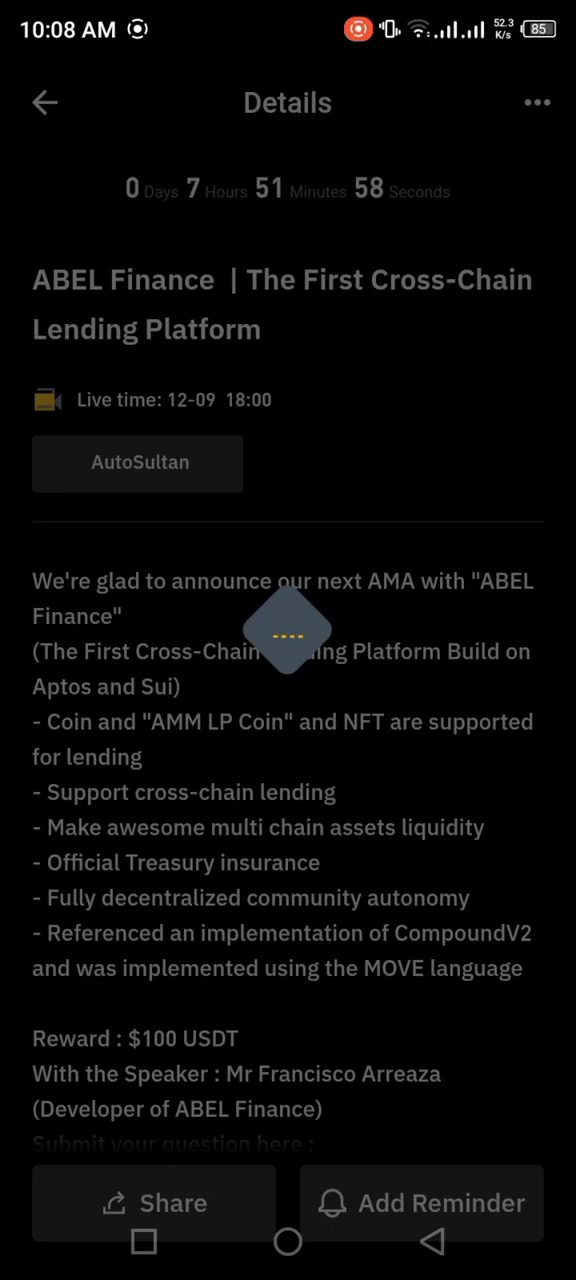 10:08 AM
52.3 K/s
85
Details
0 Days 7 Hours 51 Minutes 58 Seconds
ABEL Finance | The First Cross-Chain
Lending Platform
Live time: 12-09 18:00
AutoSultan
We're glad to announce our next AMA with "ABEL
Finance"
(The First Cross-Chain Lending Platform Build on
Aptos and Sui)
- Coin and "AMM LP Coin" and NFT are supported
for lending
- Support cross-chain lending
- Make awesome multi chain assets liquidity
- Official Treasury insurance
- Fully decentralized community autonomy
- Referenced an implementation of CompoundV2
and was implemented using the MOVE language
Reward : $100 USDT
With the Speaker : Mr Francisco Arreaza
(Developer of ABEL Finance)
Submit your question here :
Share
Add Reminder